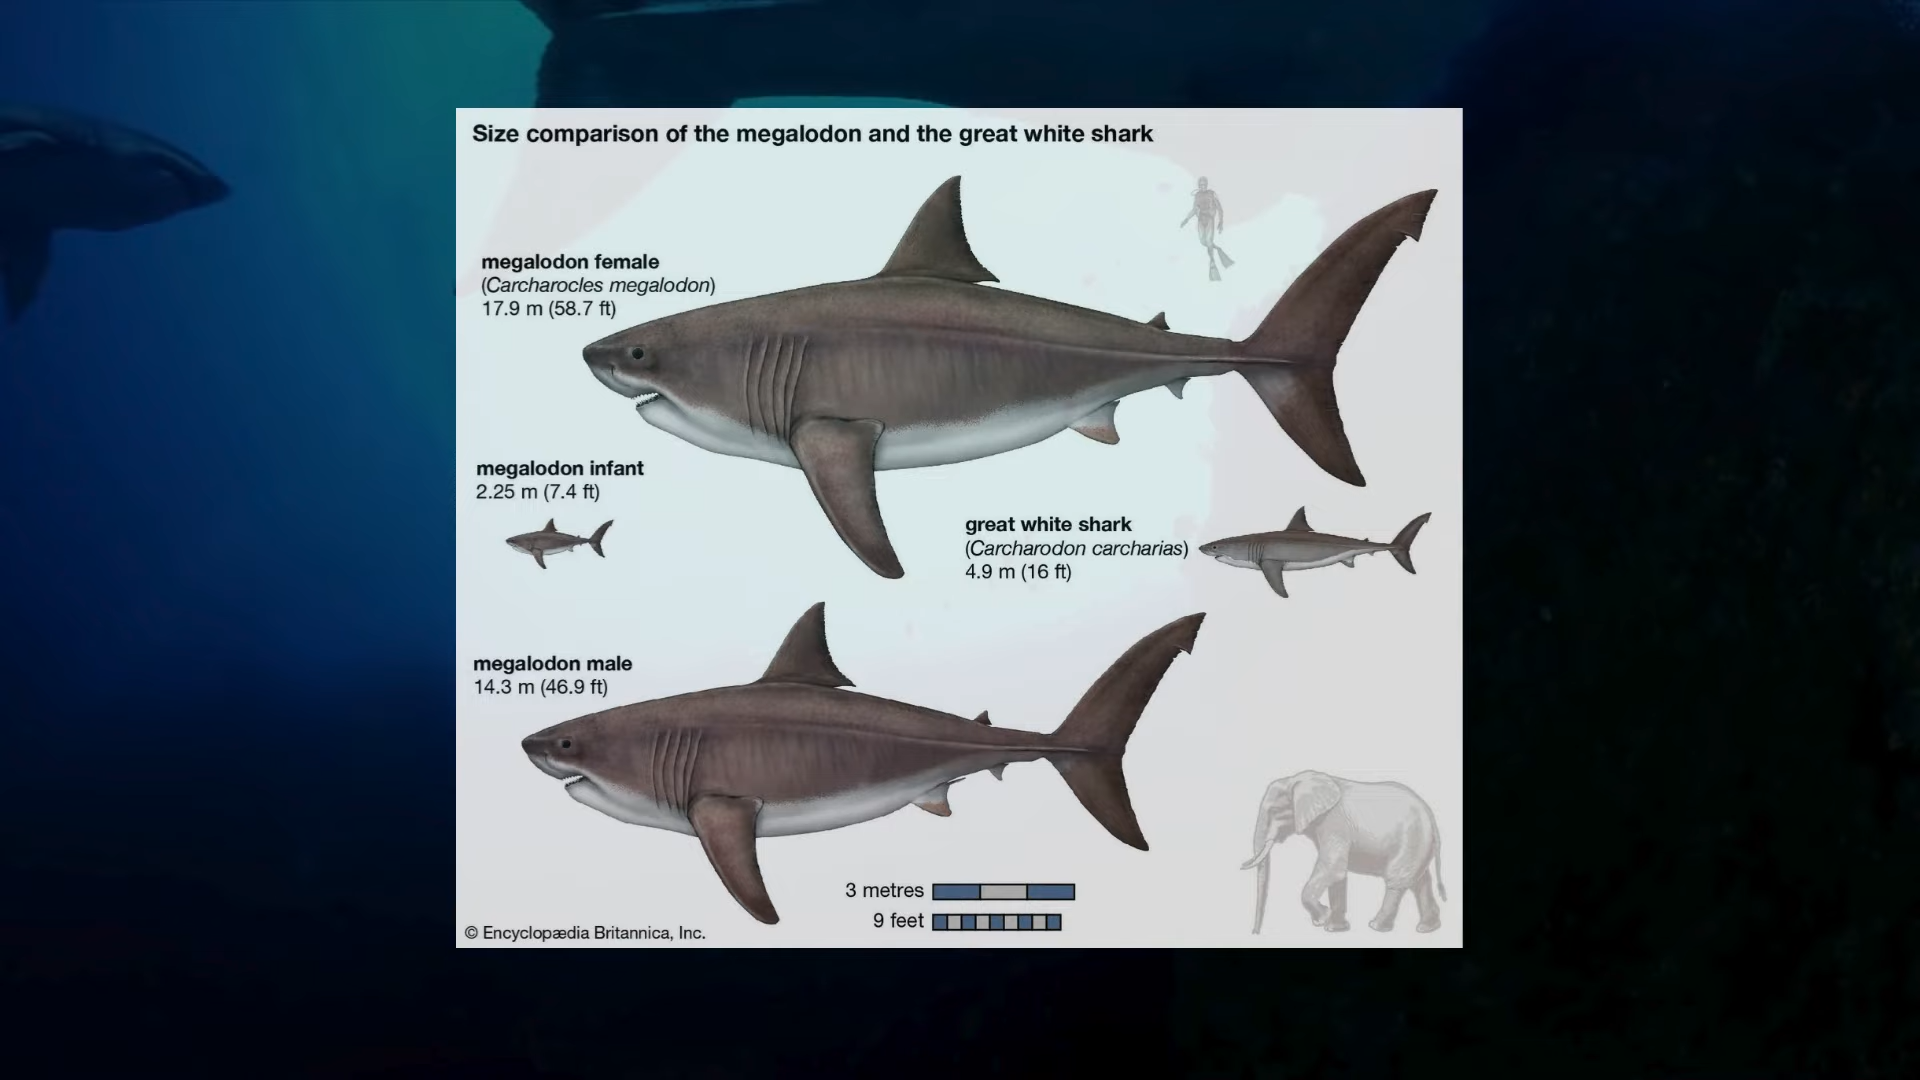 Size comparison of the megalodon and the great white shark
megalodon female
(Carcharocles megalodon)
17.9 m (58.7 ft)
megalodon infant
2.25 m (7.4 ft)
great white shark
(Carcharodon carcharias)
4.9 m (16 ft)
megalodon male
14.3 m (46.9 ft)
3 metres
9 feet
© Encyclopædia Britannica, Inc.